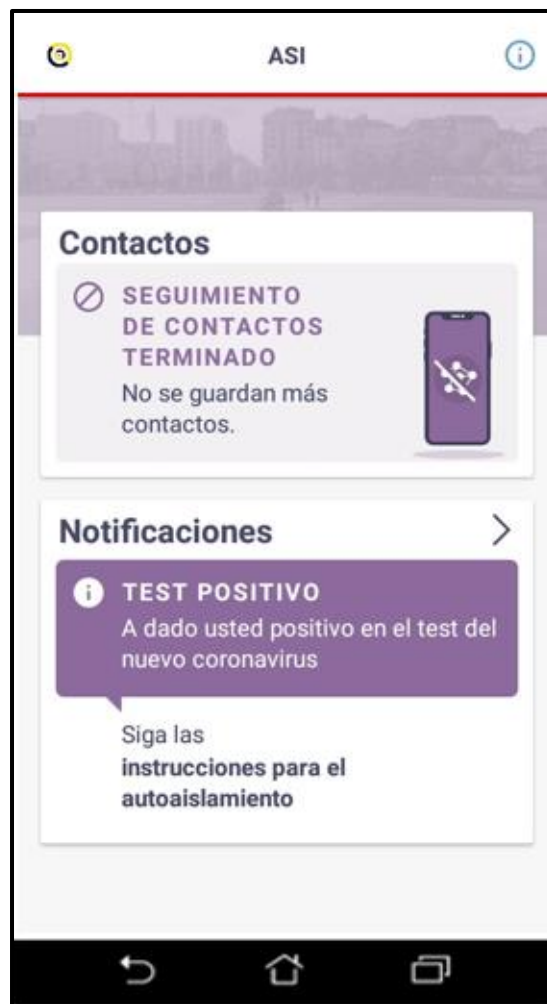 ASI
Contactos
SEGUIMIENTO
DE CONTACTOS
TERMINADO
No se guardan más
contactos.
Notificaciones
TEST POSITIVO
A dado usted positivo en el test del
nuevo coronavirus
Siga las
instrucciones para el
autoaislamiento